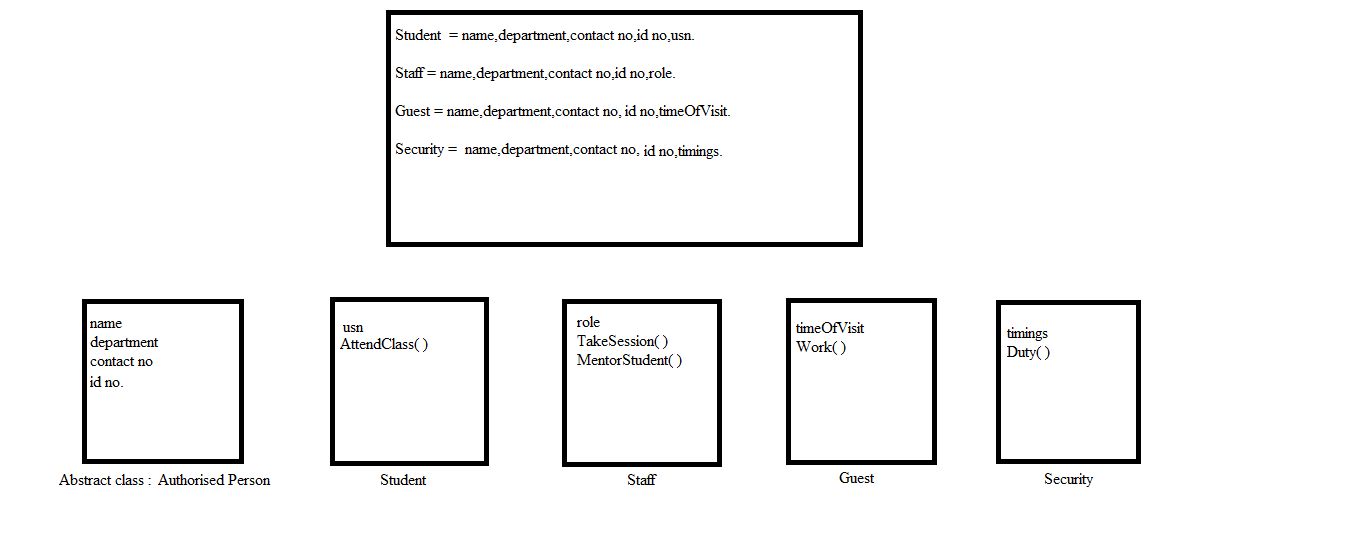 Student  = name,department,contact no,id no,usn.
Staff = name,department,contact no,id no,role.
Guest = name,department,contact no, id no,timeOfVisit.
Security =  name,department,contact no, id no,timings.
name
department
contact no
id no.
Abstract class :  Authorised Person
usn
AttendClass( )
Student
role
TakeSession( )
MentorStudent( )
Staff
timeOfVisit
Work( )
Guest
timings
Duty( )
Security